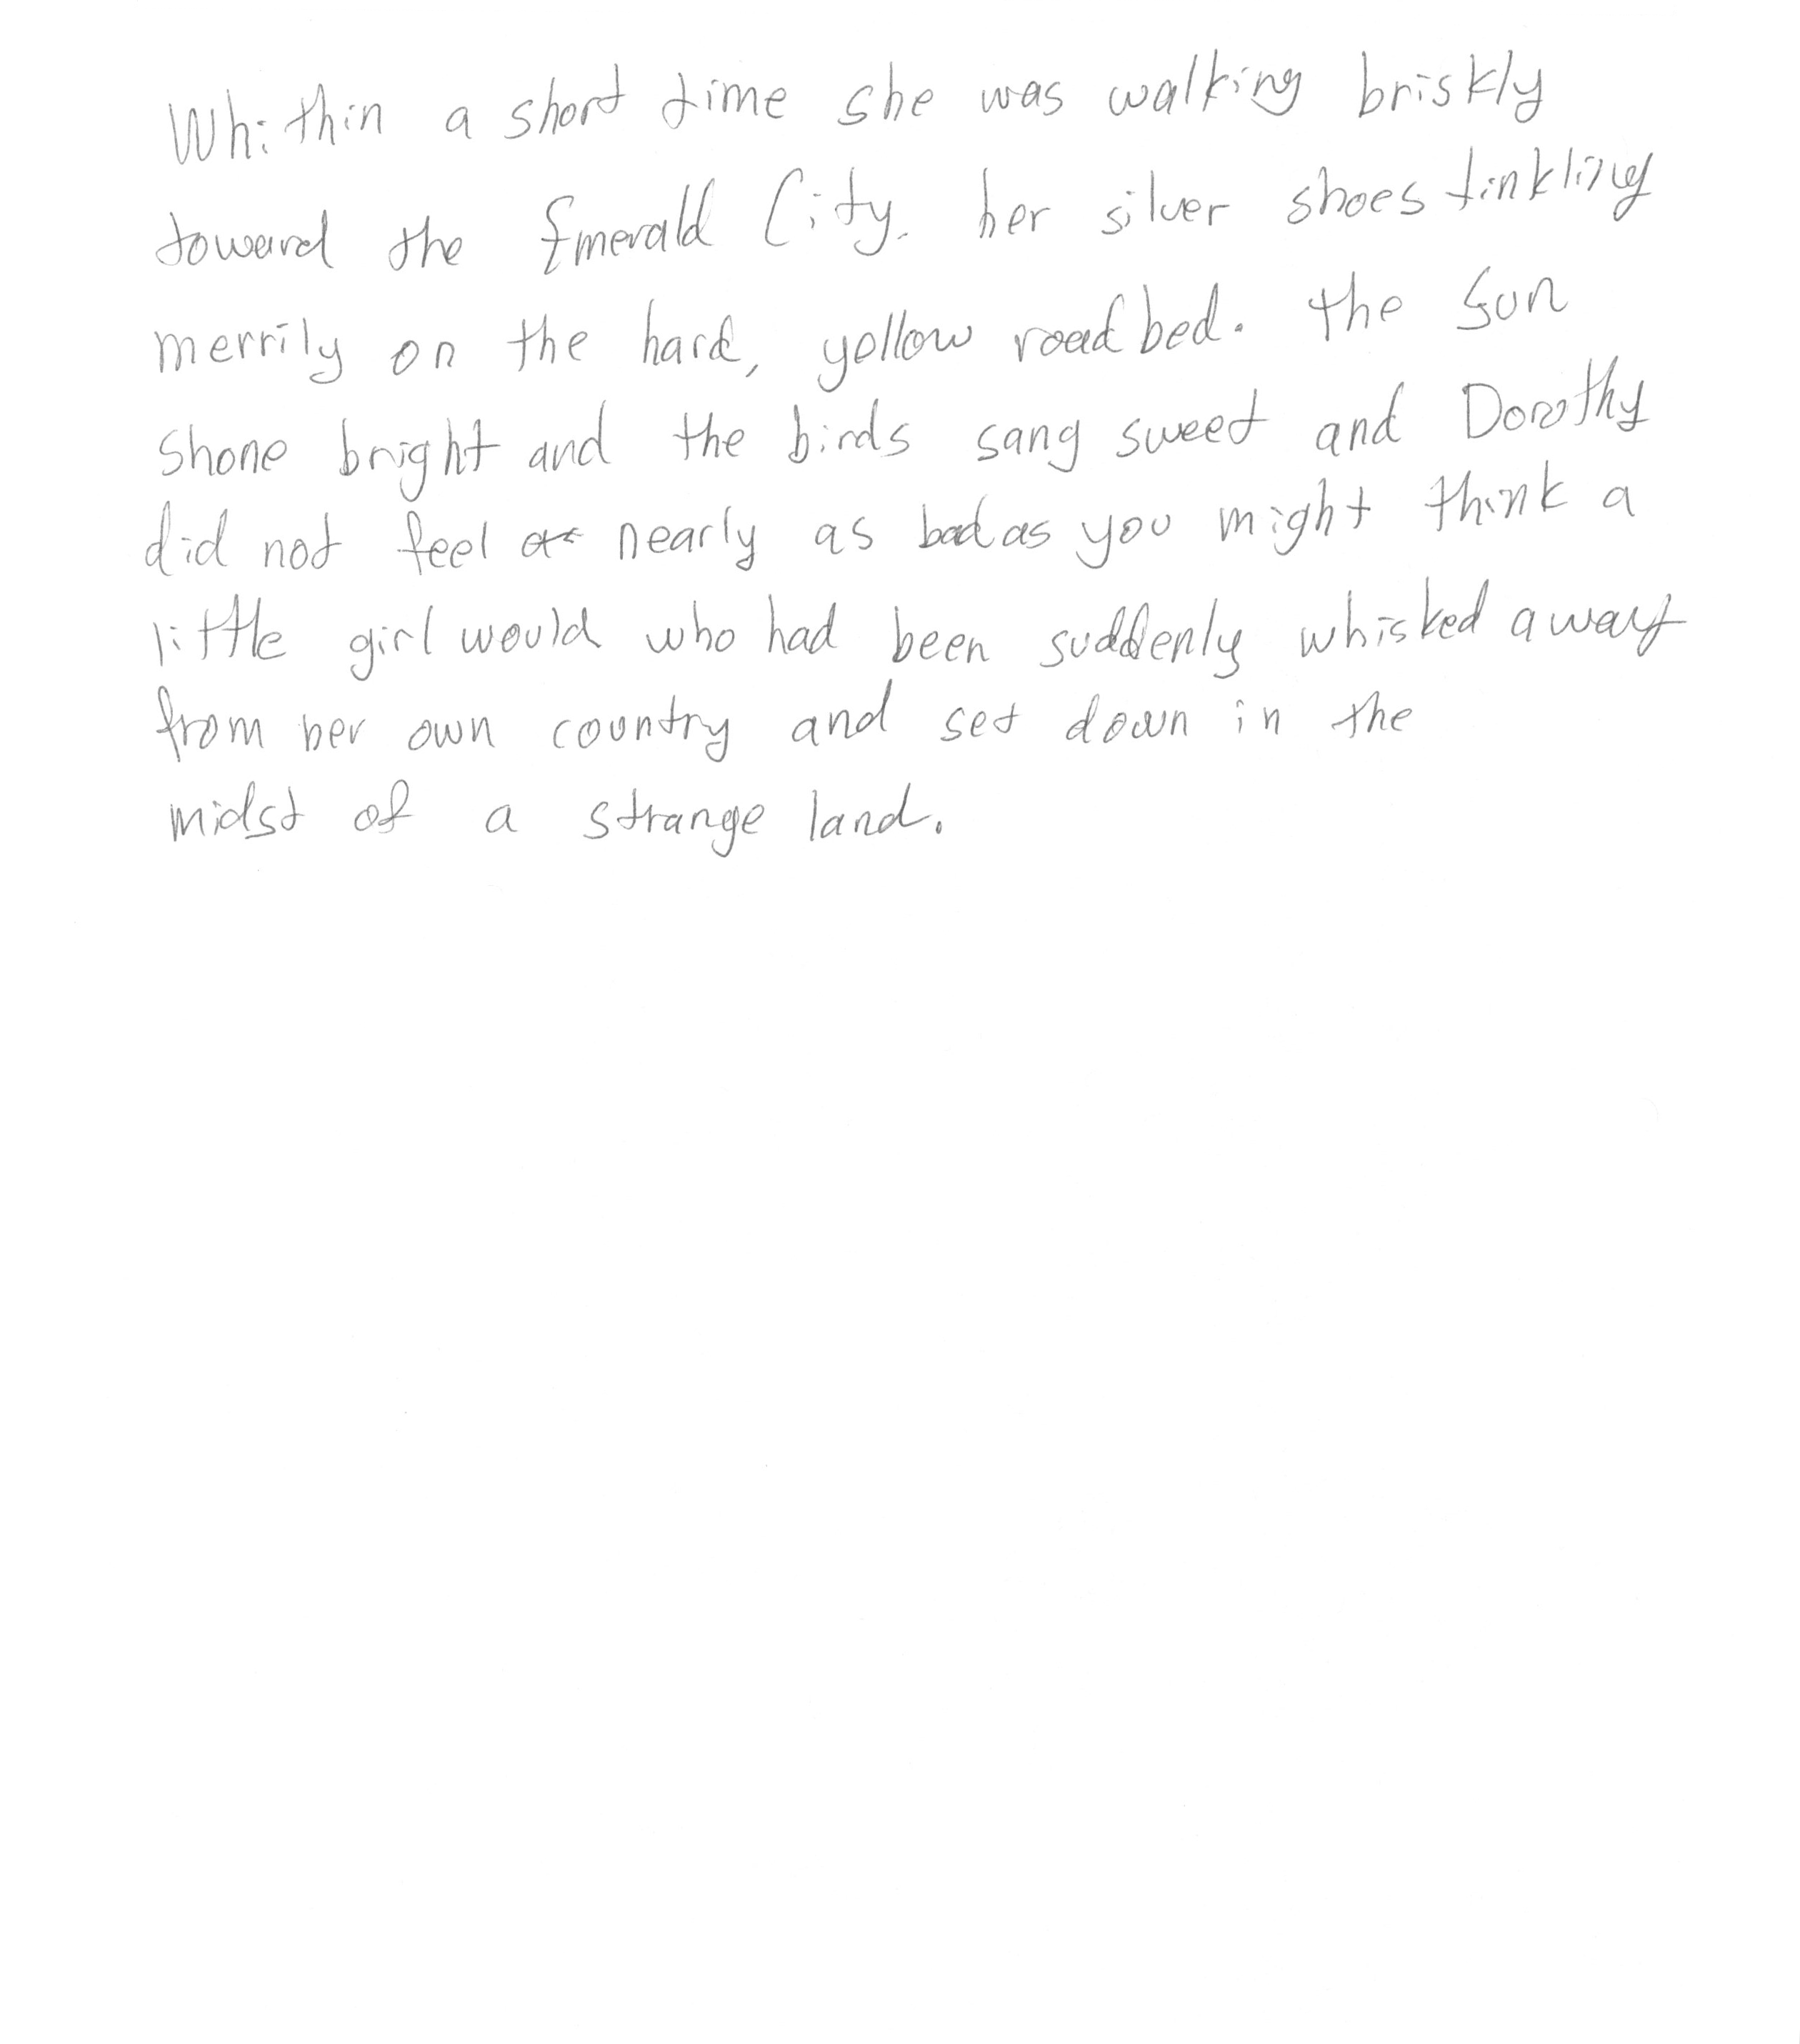 Whithin a short time she was walking briskly
toward the Emerald City. her silver shoes tinkling
merrily on the hard, yellow road bed. the sun
shone bright and the birds sang sweet and Dorothy
did not feel nearly as bad as you might think a
little girl would who had been suddenly whisked away
from her own country and set down in the
midst of a strange land.